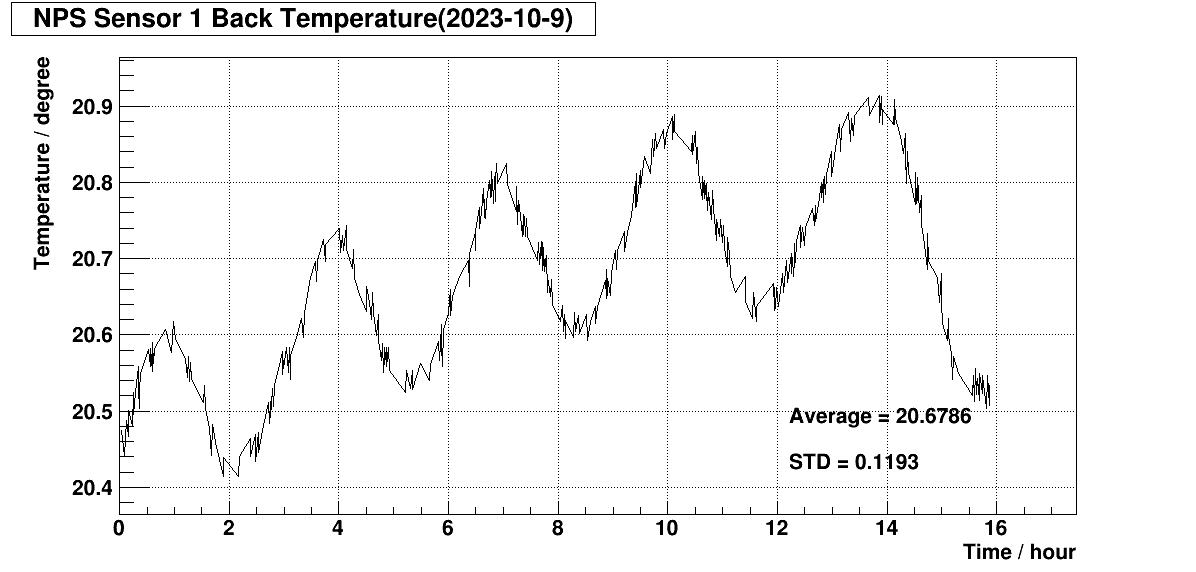 NPS Sensor 1 Back Temperature(2023-10-9)
Temperature / degree
20.9
20.8
20.7
20.6
20.5
20.4
Average = 20.6786
STD = 0.1193
0 2 4 6 8 10 12 14 16
Time / hour